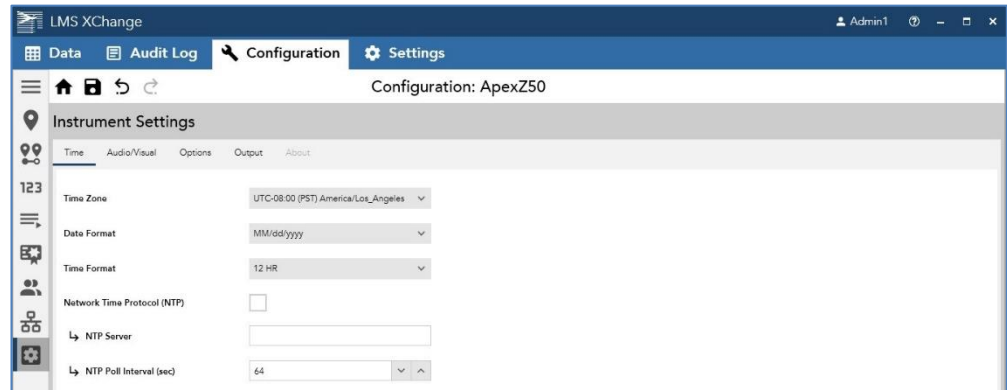 LMS XChange Admin1
Data Audit Log Configuration Settings
Configuration: ApexZ50
Instrument Settings
Time Audio/Visual Options Output About
123
Time Zone UTC-08:00 (PST) America/Los_Angeles
Date Format MM/dd/yyyy
Time Format 12 HR
Network Time Protocol (NTP)
NTP Server
NTP Poll Interval (sec) 64